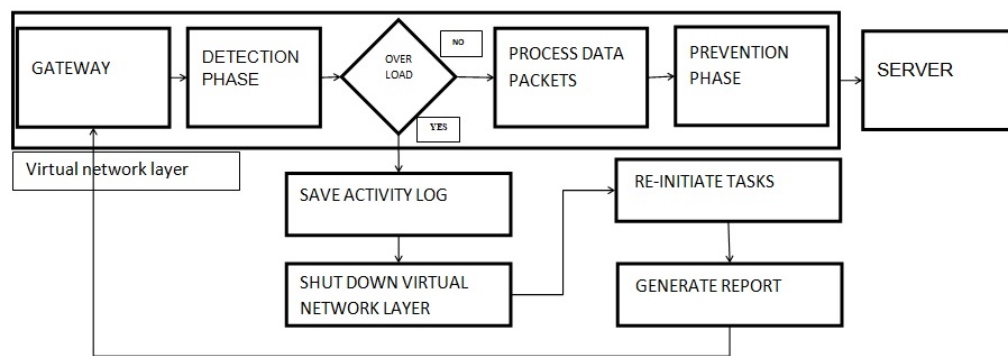 GATEWAY
DETECTION
PHASE
OVER
LOAD
NO
YES
PROCESS DATA
PACKETS
PREVENTION
PHASE
SERVER
Virtual network layer
SAVE ACTIVITY LOG
RE-INITIATE TASKS
SHUT DOWN VIRTUAL
NETWORK LAYER
GENERATE REPORT